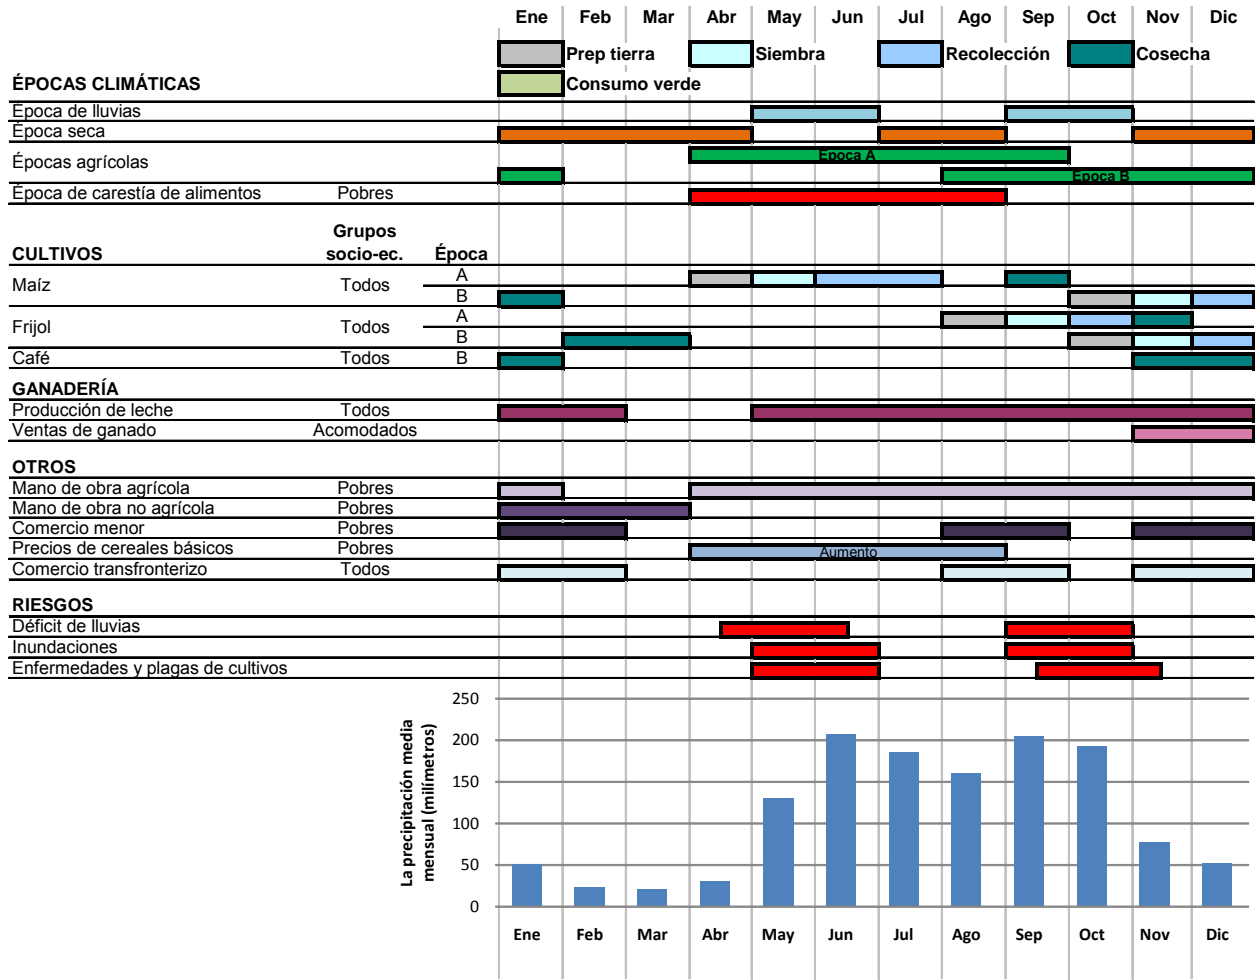 Ene Feb Mar Abr May Jun Jul Ago Sep Oct Nov Dic
Prep tierra Siembra Recolección Cosecha
ÉPOCAS CLIMÁTICAS Consumo verde
Época de lluvias
Época seca
Épocas agrícolas
Época A
Época B
Época de carestía de alimentos Pobres
Grupos
CULTIVOS socio-ec. Época
Maíz Todos
A
B
Frijol Todos
A
B
Café Todos B
GANADERÍA
Producción de leche Todos
Ventas de ganado Acomodados
OTROS
Mano de obra agrícola Pobres
Mano de obra no agrícola Pobres
Comercio menor Pobres
Precios de cereales básicos Pobres Aumento
Comercio transfronterizo Todos
RIESGOS
Déficit de lluvias
Inundaciones
Enfermedades y plagas de cultivos
La precipitación media
mensual (milímetros)
250
200
150
100
50
0
Ene Feb Mar Abr May Jun Jul Ago Sep Oct Nov Dic